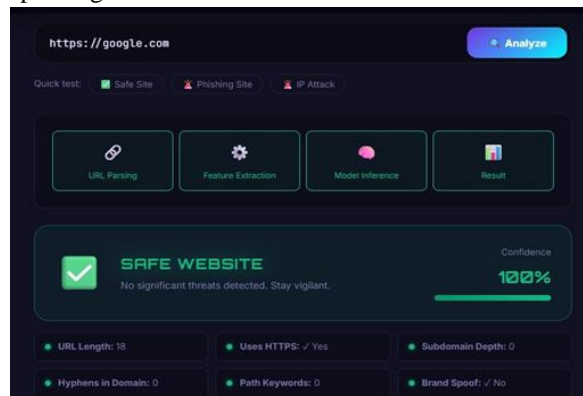 https://google.com
Analyze
Quick test: Safe Site Phishing Site IP Attack
URL Parsing Feature Extraction Model Inference Result
Confidence
SAFE WEBSITE
100%
No significant threats detected. Stay vigilant.
URL Length: 18 Uses HTTPS: ✓ Yes Subdomain Depth: 0
Hyphens in Domain: 0 Path Keywords: 0 Brand Spoof: ✓ No